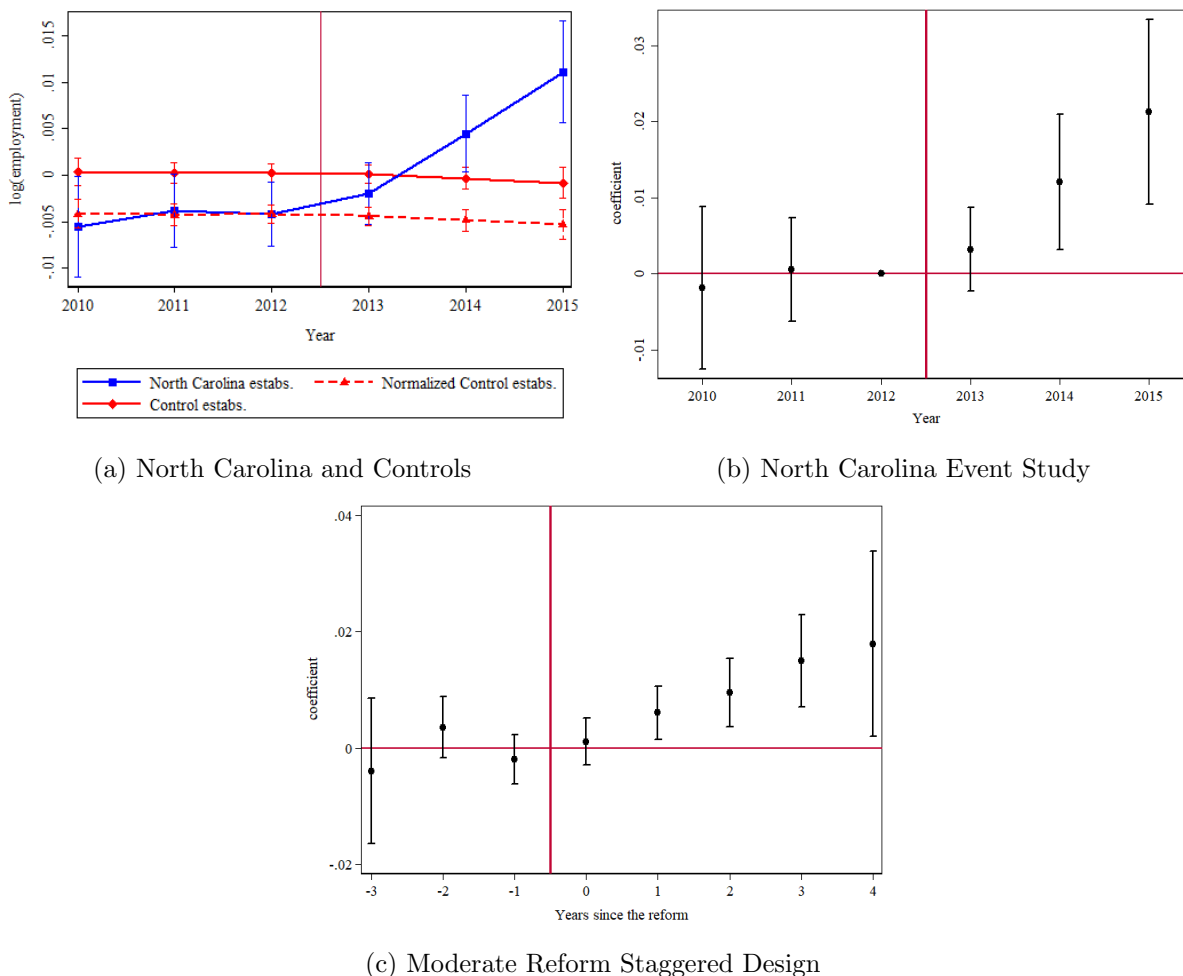 .015
.01
.005
0
-.005
-.01
log(employment)
2010 2011 2012 2013 2014 2015
Year
North Carolina estabs. Normalized Control estabs.
Control estabs.
(a) North Carolina and Controls
.03
.02
.01
0
-.01
coefficient
2010 2011 2012 2013 2014 2015
Year
(b) North Carolina Event Study
.04
.02
0
-.02
coefficient
-3 -2 -1 0 1 2 3 4
Years since the reform
(c) Moderate Reform Staggered Design